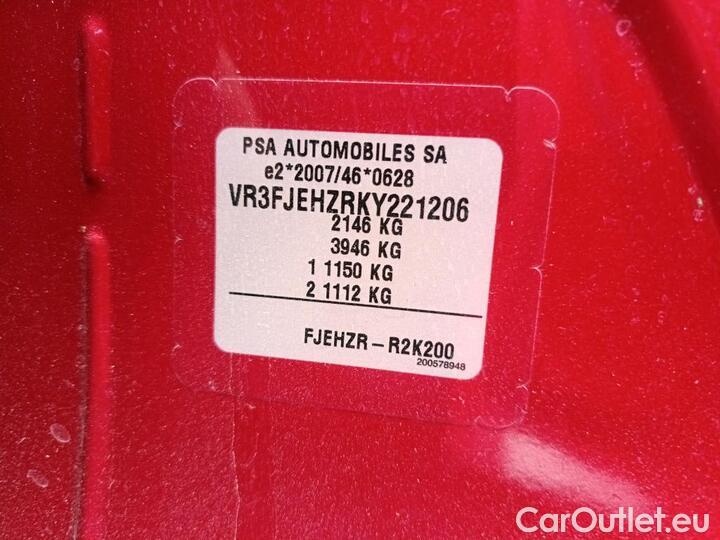 PSA AUTOMOBILES SA
e2*2007/46*0628
VR3FJEHZRKY221206
2146 KG
3946 KG
1 1150 KG
2 1112 KG
FJEHZR – R2K200
200578948
CarOutlet.eu